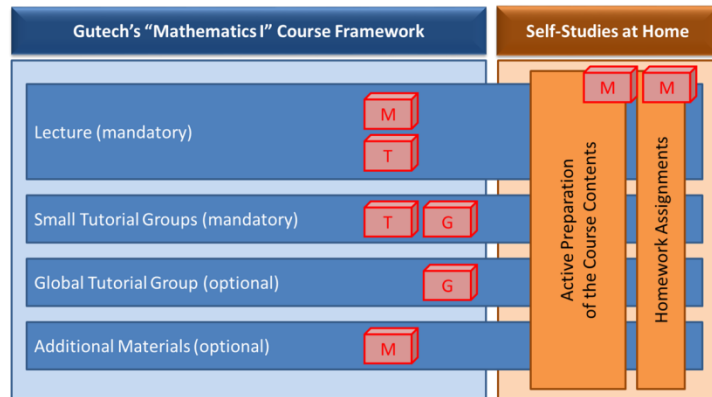 Gutech's "Mathematics I" Course Framework
Self-Studies at Home
M M
Lecture (mandatory)
M
T
Small Tutorial Groups (mandatory)
T G
Global Tutorial Group (optional)
G
Additional Materials (optional)
M
Active Preparation
of the Course Contents
Homework Assignments